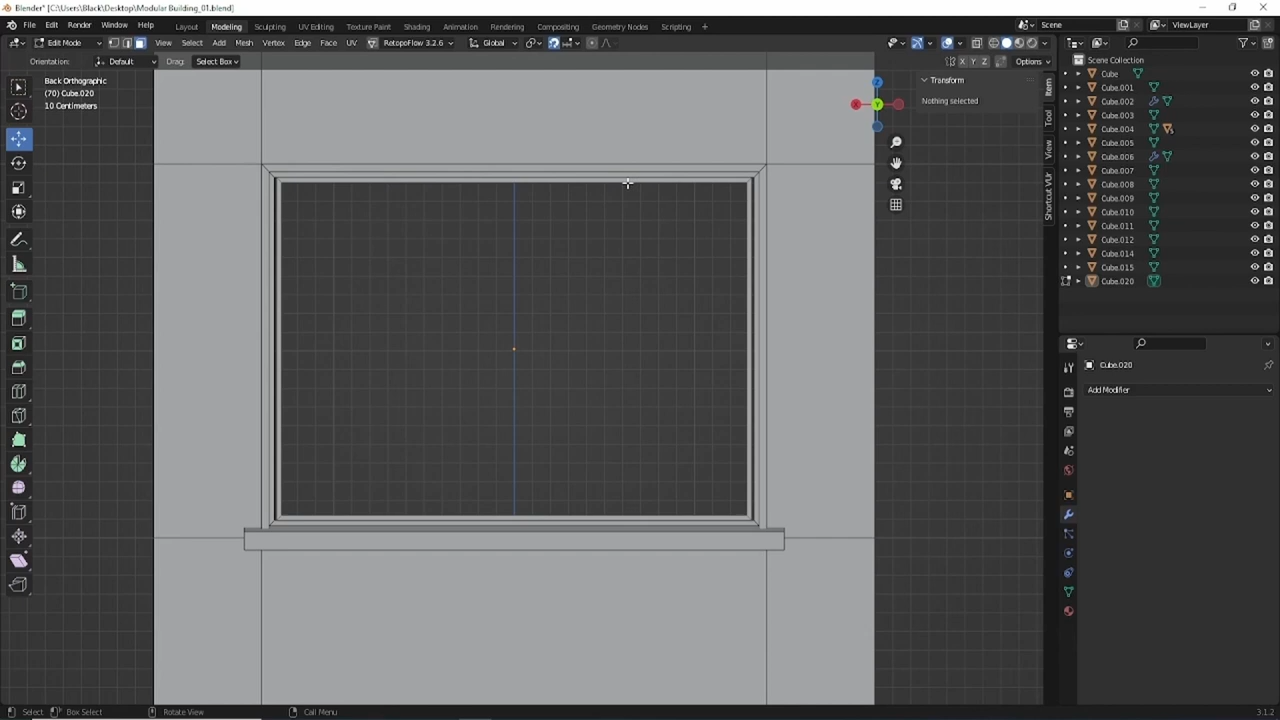 Blender* [C:\Users\Black\Desktop\Modular Building_01.blend]
File Edit Render Window Help Layout Modeling Sculpting UV Editing Texture Paint Shading Animation Rendering Compositing Geometry Nodes Scripting + Scene ViewLayer
Edit Mode View Select Add Mesh Vertex Edge Face UV RetopoFlow 3.2.6 Global
Orientation: Default Drag: Select Box X Y Z Options
Back Orthographic
(70) Cube.020
10 Centimeters
Z
X
Y
Transform
Nothing selected
Item
Tool
View
Shortcut VUr
Scene Collection
Cube
Cube.001
Cube.002
Cube.003
Cube.004
Cube.005
Cube.006
Cube.007
Cube.008
Cube.009
Cube.010
Cube.011
Cube.012
Cube.014
Cube.015
Cube.020
Cube.020
Add Modifier
Select Box Select Rotate View Call Menu 3.1.2